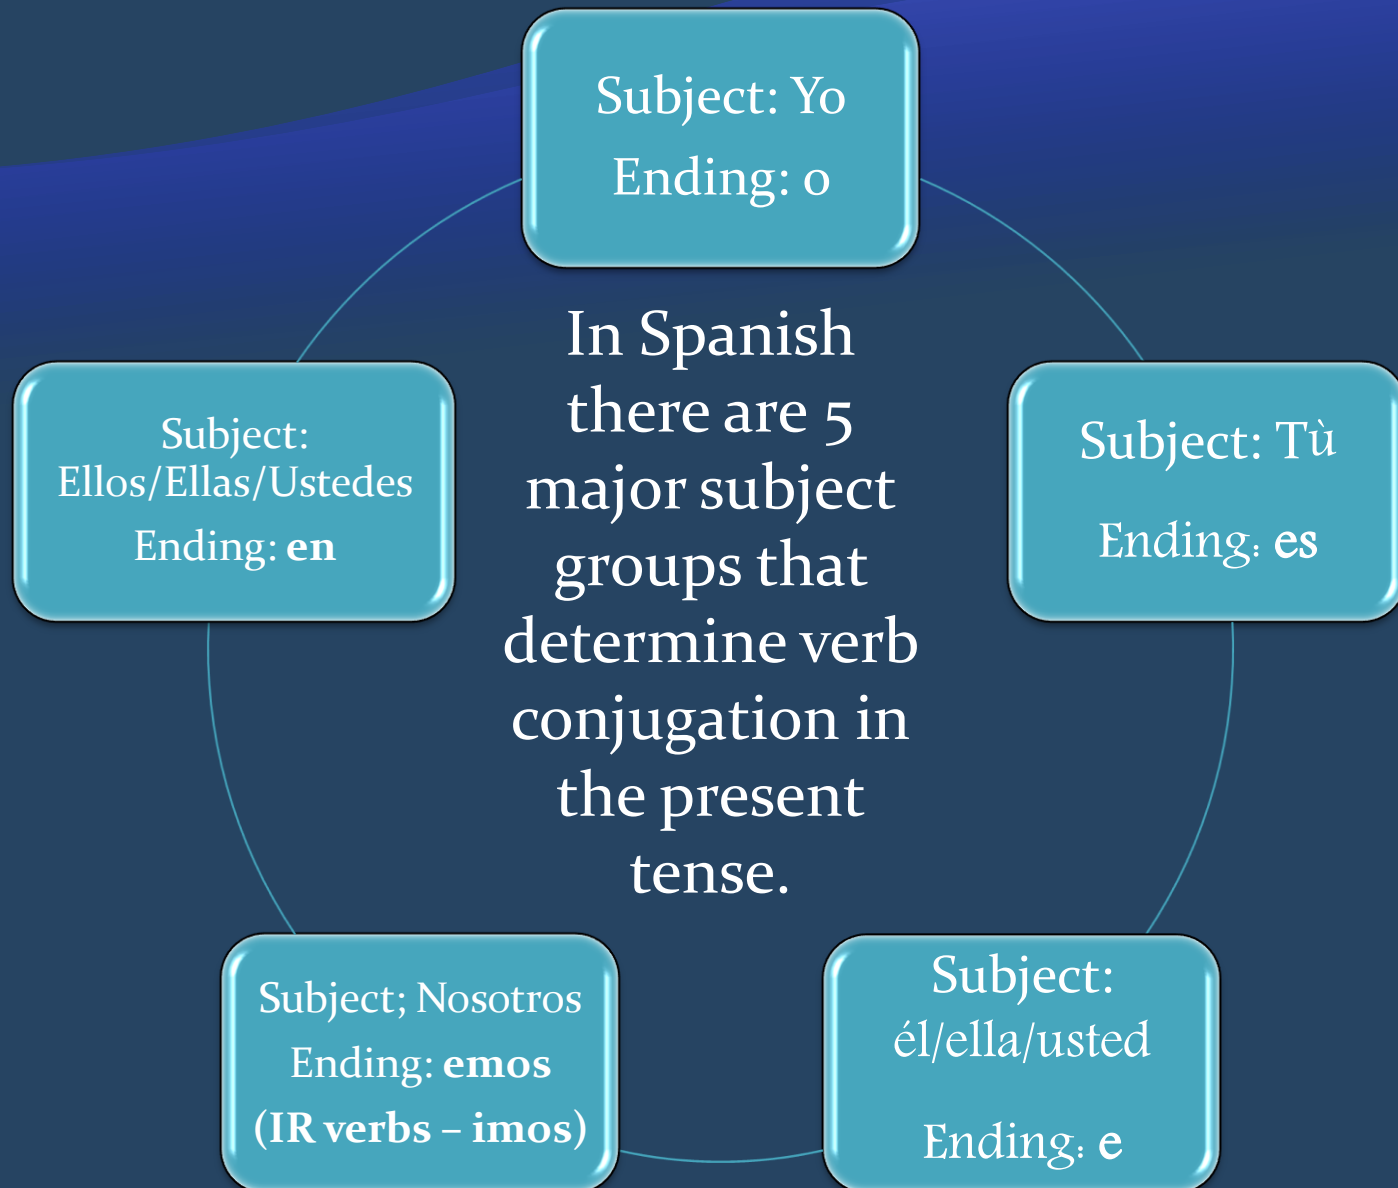 Subject: Yo
Ending: o
In Spanish
there are 5
major subject
groups that
determine verb
conjugation in
the present
tense.
Subject: Tù
Ending: es
Subject:
él/ella/usted
Ending: e
Subject; Nosotros
Ending: emos
(IR verbs – imos)
Subject:
Ellos/Ellas/Ustedes
Ending: en